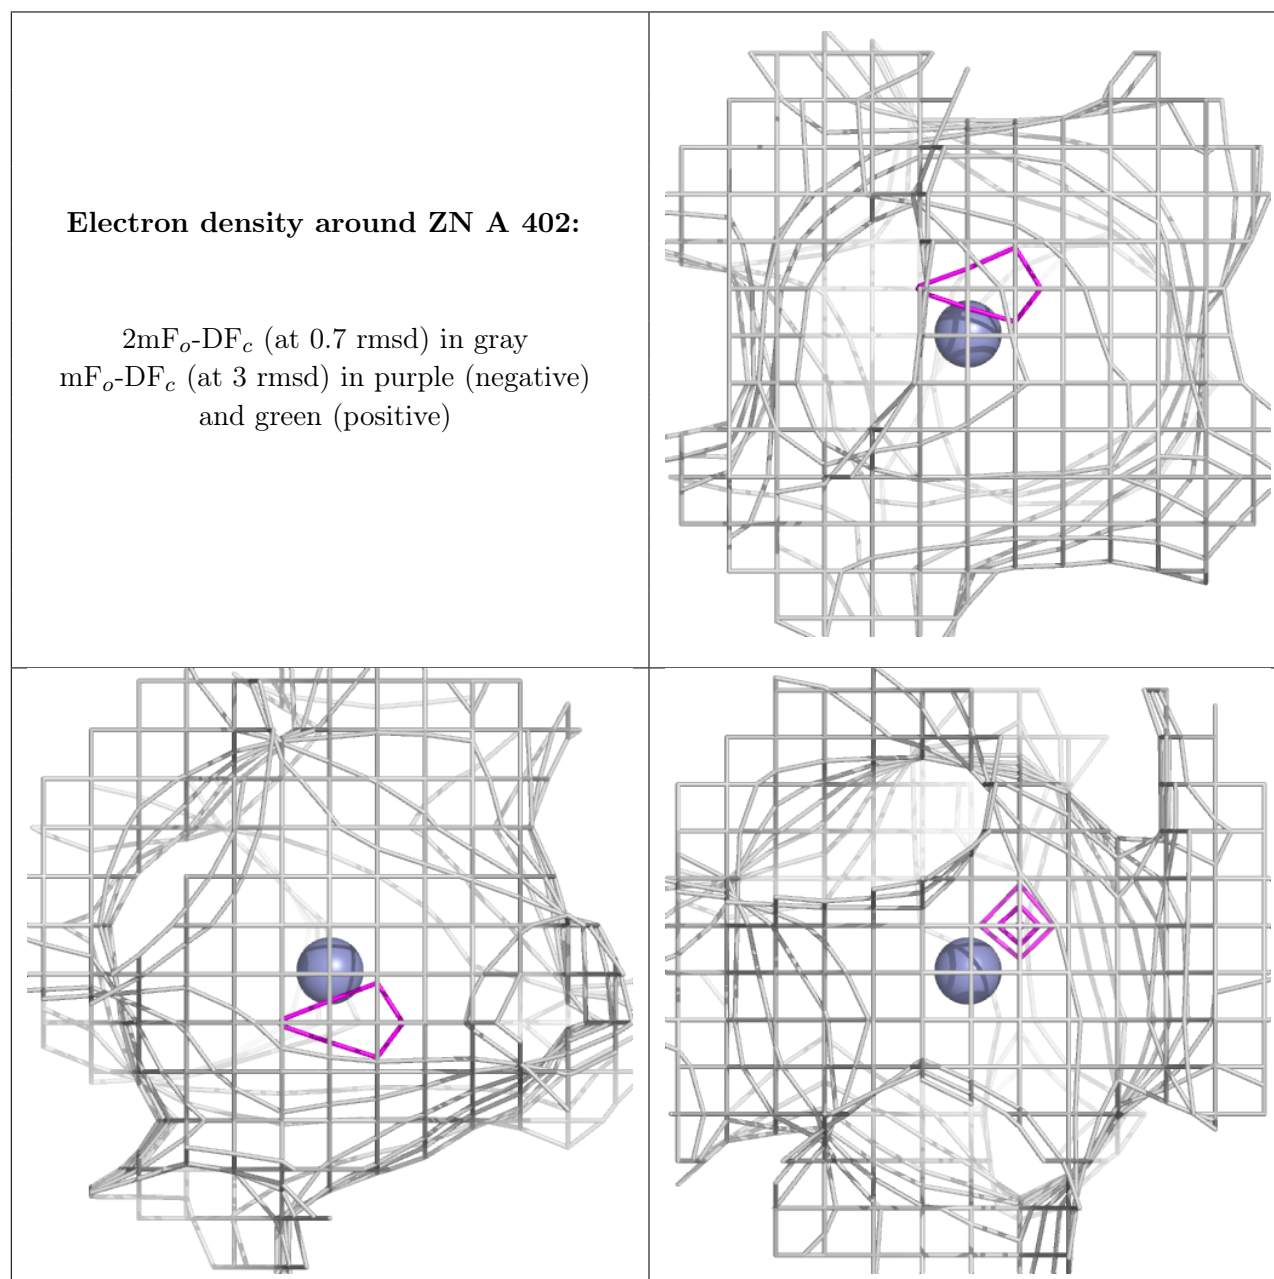 Electron density around ZN A 402:
2mFₒ-DF𝒸 (at 0.7 rmsd) in gray
mFₒ-DF𝒸 (at 3 rmsd) in purple (negative)
and green (positive)